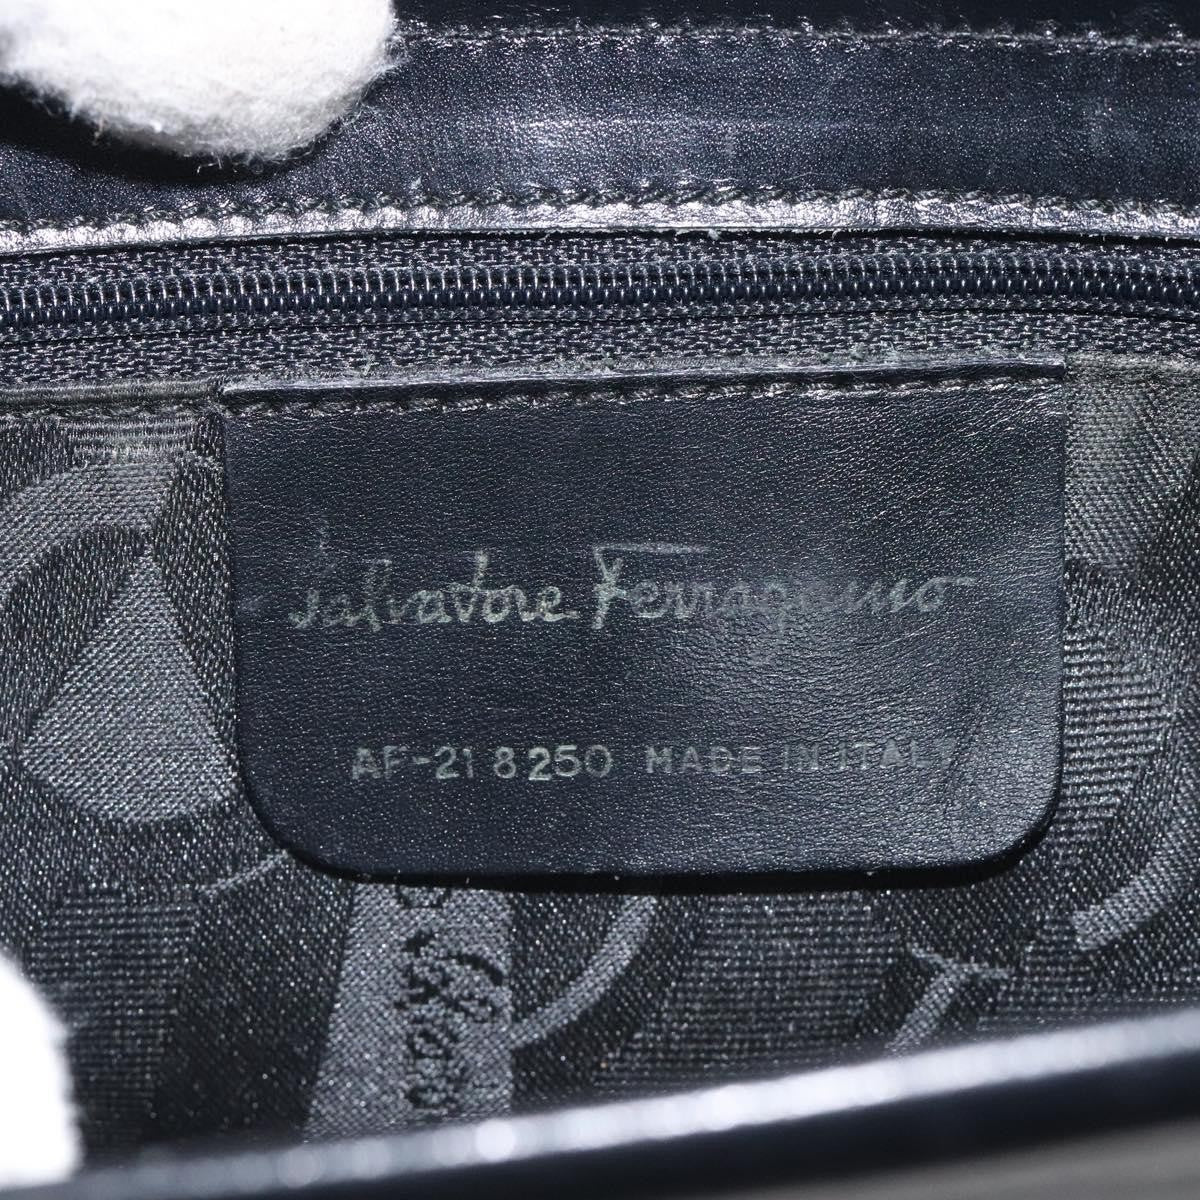 Salvatore Ferragamo
AF-21 8250 MADE IN ITALY